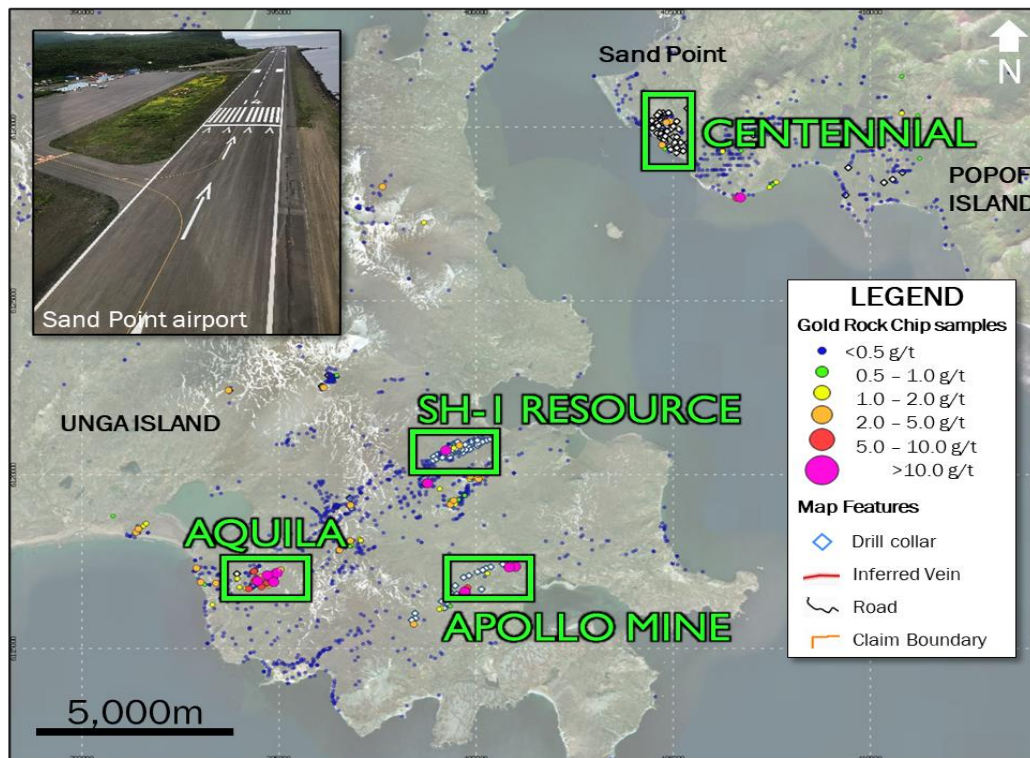 Sand Point
N
CENTENNIAL
POPOF
ISLAND
Sand Point airport
LEGEND
Gold Rock Chip samples
<0.5 g/t
0.5 – 1.0 g/t
1.0 – 2.0 g/t
2.0 – 5.0 g/t
5.0 – 10.0 g/t
>10.0 g/t
Map Features
Drill collar
Inferred Vein
Road
Claim Boundary
SH-1 RESOURCE
UNGA ISLAND
AQUILA
APOLLO MINE
5,000m